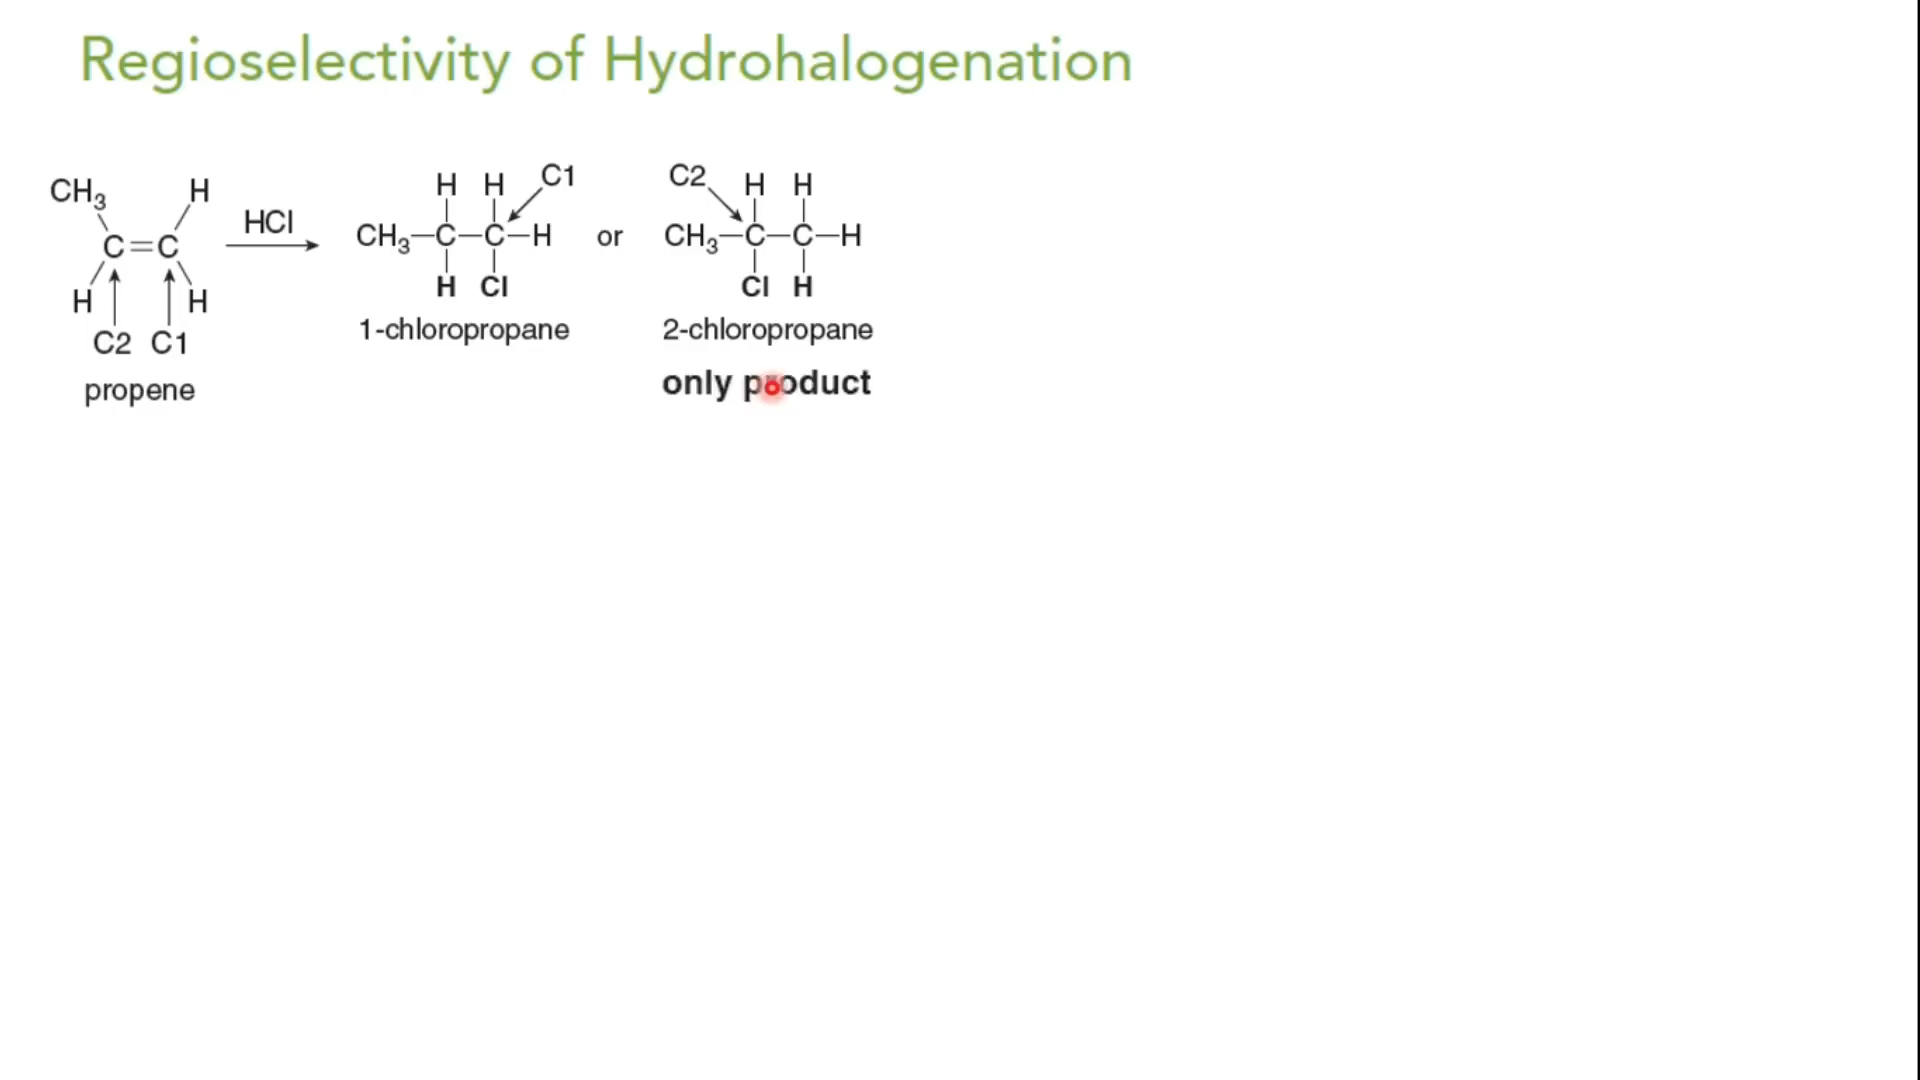 Regioselectivity of Hydrohalogenation
CH₃ H
C=C
H H
C2 C1
propene
HCl
H H C1
CH₃—C—C—H
H Cl
1-chloropropane
or
C2 H H
CH₃—C—C—H
Cl H
2-chloropropane
only product